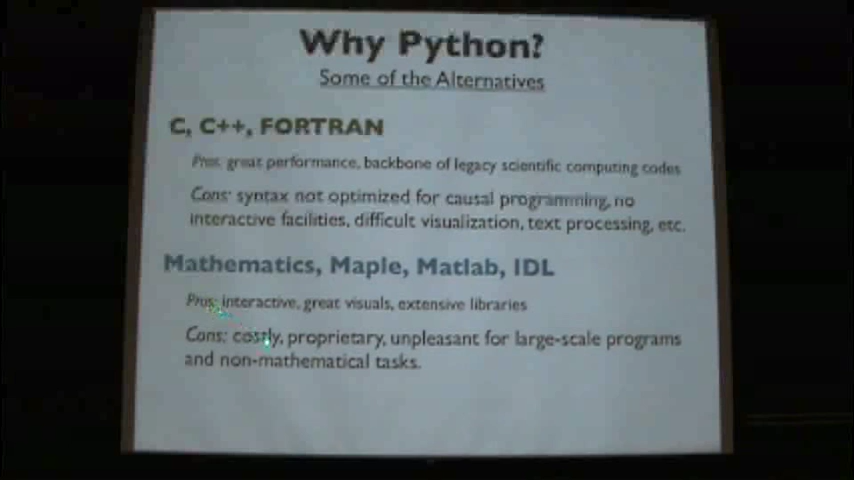 Why Python?
Some of the Alternatives
C, C++, FORTRAN
Pros: great performance, backbone of legacy scientific computing codes
Cons: syntax not optimized for causal programming, no
interactive facilities, difficult visualization, text processing, etc.
Mathematics, Maple, Matlab, IDL
Pros: interactive, great visuals, extensive libraries
Cons: costly, proprietary, unpleasant for large-scale programs
and non-mathematical tasks.